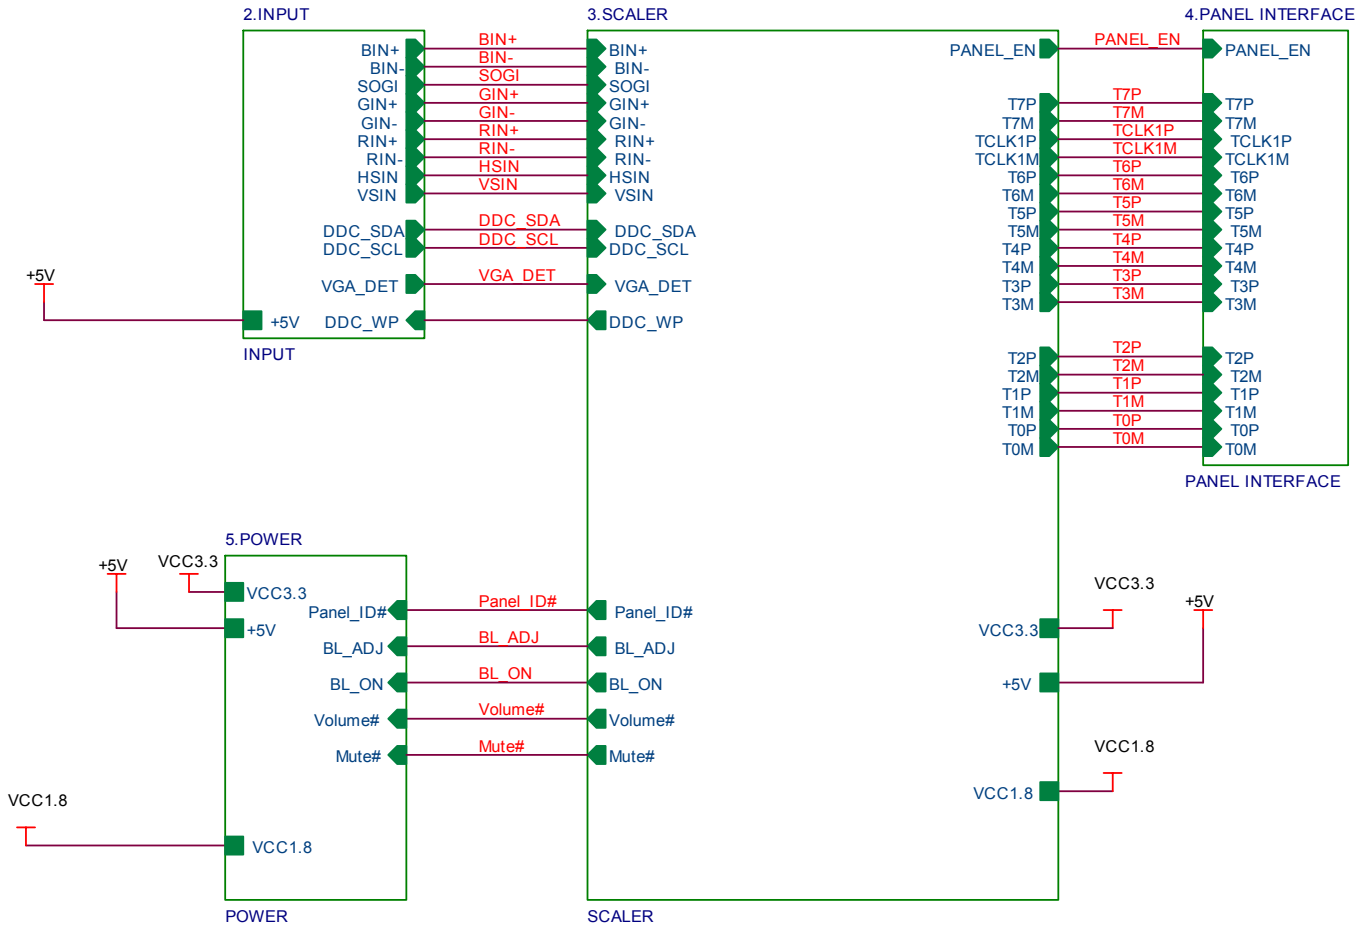 2.INPUT
3.SCALER
4.PANEL INTERFACE
BIN+ BIN+ BIN+
BIN- BIN- BIN-
SOGI SOGI SOGI
GIN+ GIN+ GIN+
GIN- GIN- GIN-
RIN+ RIN+ RIN+
RIN- RIN- RIN-
HSIN HSIN HSIN
VSIN VSIN VSIN
DDC_SDA DDC_SDA DDC_SDA
DDC_SCL DDC_SCL DDC_SCL
VGA_DET VGA_DET VGA_DET
+5V
+5V DDC_WP DDC_WP
INPUT
PANEL_EN PANEL_EN PANEL_EN
T7P T7P T7P
T7M T7M T7M
TCLK1P TCLK1P TCLK1P
TCLK1M TCLK1M TCLK1M
T6P T6P T6P
T6M T6M T6M
T5P T5P T5P
T5M T5M T5M
T4P T4P T4P
T4M T4M T4M
T3P T3P T3P
T3M T3M T3M
T2P T2P T2P
T2M T2M T2M
T1P T1P T1P
T1M T1M T1M
T0P T0P T0P
T0M T0M T0M
PANEL INTERFACE
5.POWER
+5V VCC3.3
VCC3.3
+5V
Panel_ID# Panel_ID# Panel_ID#
BL_ADJ BL_ADJ BL_ADJ
BL_ON BL_ON BL_ON
Volume# Volume# Volume#
Mute# Mute# Mute#
VCC1.8
VCC1.8
POWER
VCC3.3
+5V
VCC3.3
+5V
VCC1.8
VCC1.8
SCALER